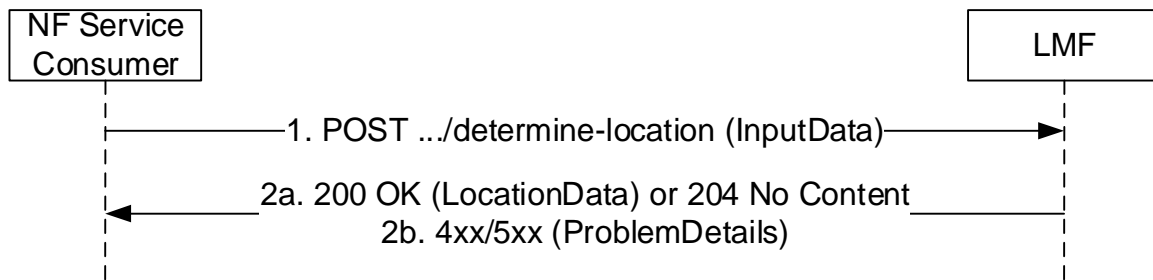 NF Service
Consumer
LMF
1. POST .../determine-location (InputData)
2a. 200 OK (LocationData) or 204 No Content
2b. 4xx/5xx (ProblemDetails)